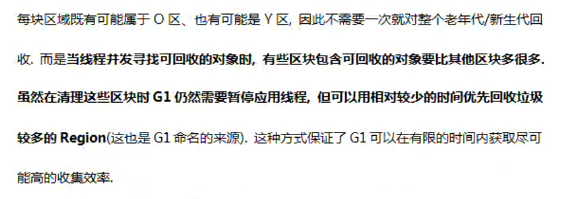 每块区域既有可能属于 O 区、也有可能是 Y 区, 因此不需要一次就对整个老年代/新生代回
收. 而是当线程并发寻找可回收的对象时, 有些区块包含可回收的对象要比其他区块多很多.
虽然在清理这些区块时 G1 仍然需要暂停应用线程, 但可以用相对较少的时间优先回收垃圾
较多的 Region(这也是 G1 命名的来源). 这种方式保证了 G1 可以在有限的时间内获取尽可
能高的收集效率.